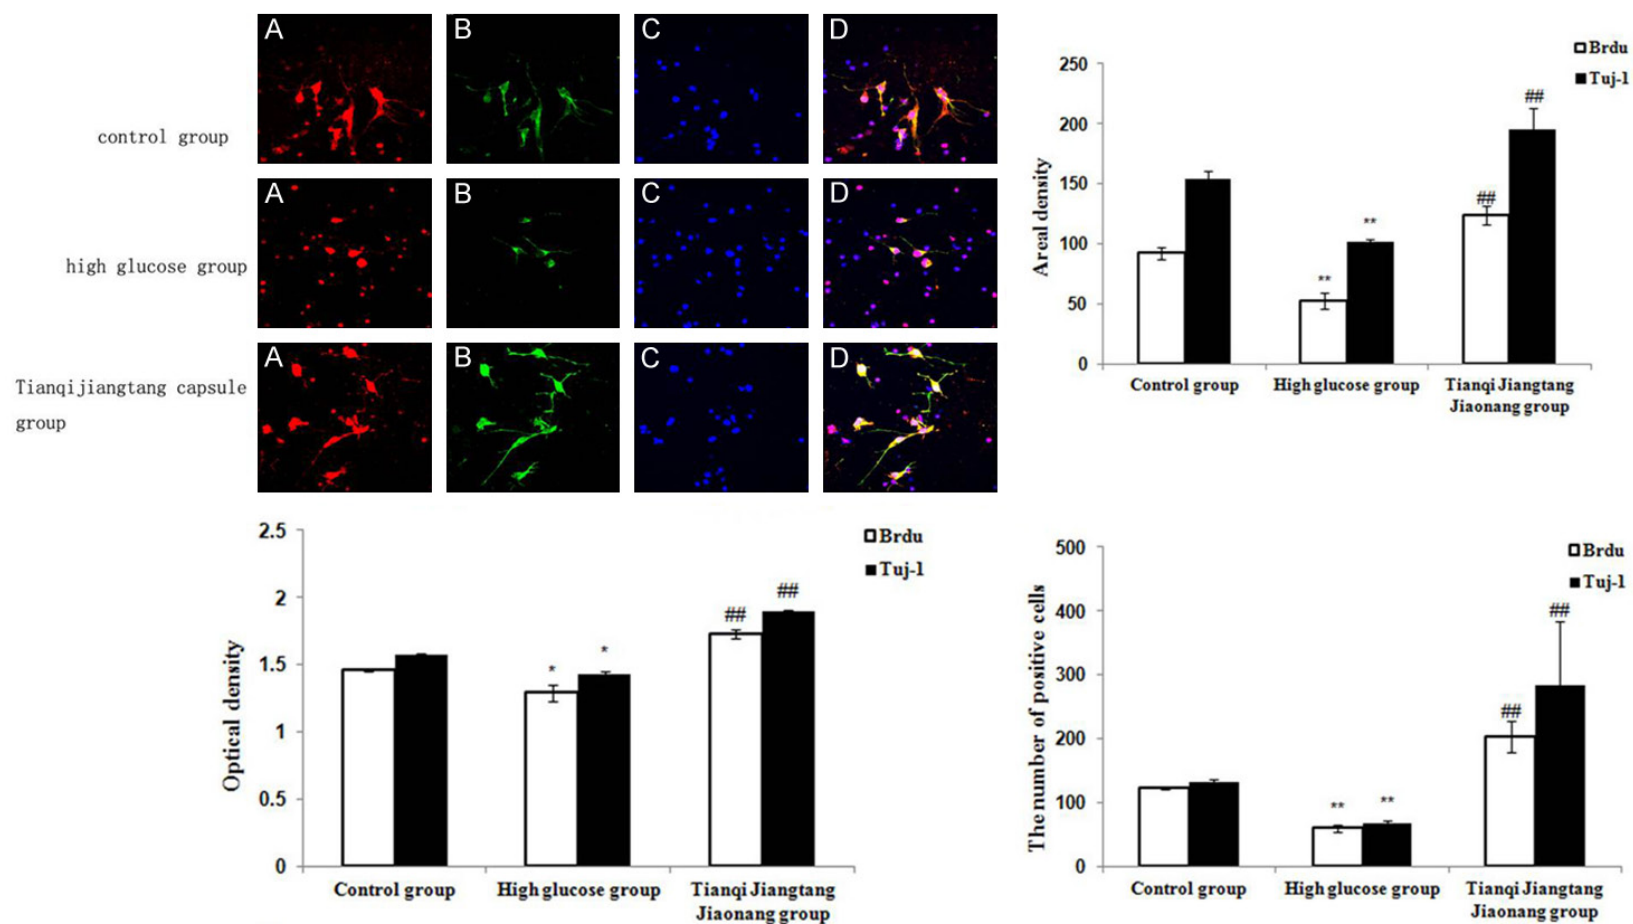 A B C D
control group
A B C D
high glucose group
A B C D
Tianqijiangtang capsule
group
Brdu
Tuj-1
250
200
150
100
50
0
Areal density
##
##
**
**
Control group
High glucose group
Tianqi Jiangtang
Jiaonang group
2.5
2
1.5
1
0.5
0
Optical density
Brdu
Tuj-1
*
*
##
##
Control group
High glucose group
Tianqi Jiangtang
Jiaonang group
500
400
300
200
100
0
The number of positive cells
Brdu
Tuj-1
**
**
##
##
Control group
High glucose group
Tianqi Jiangtang
Jiaonang group